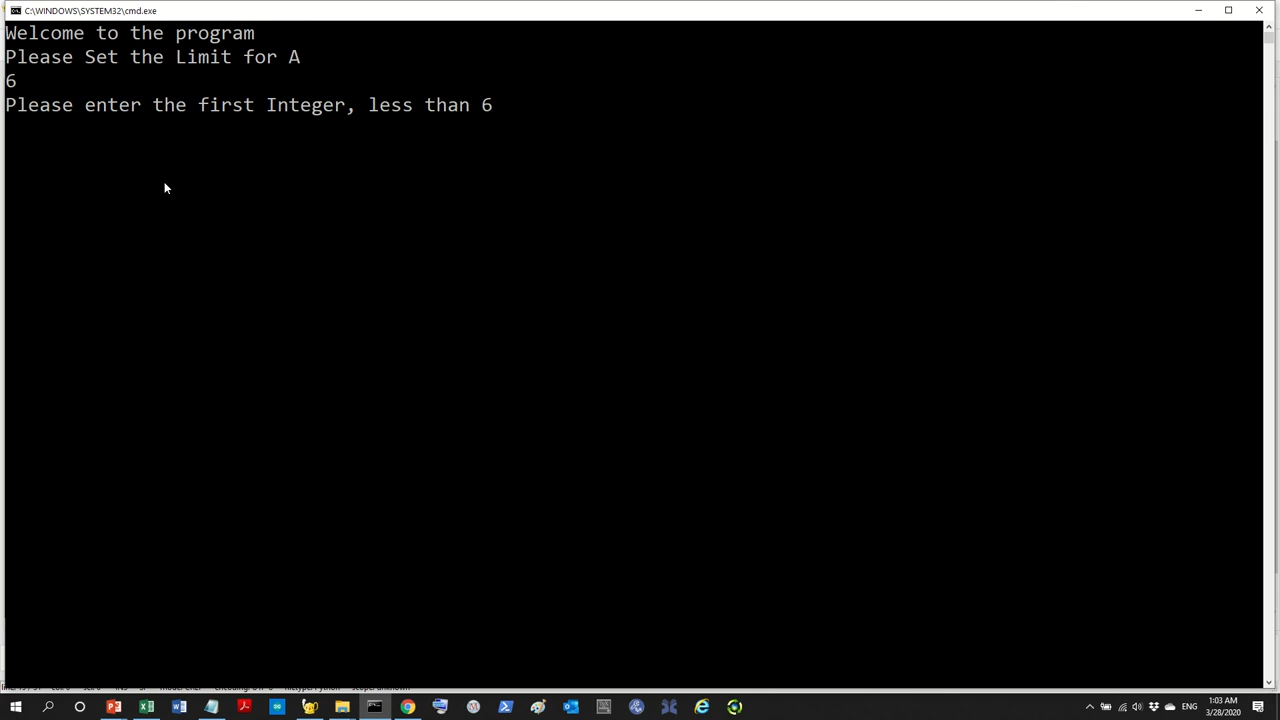 C:\WINDOWS\SYSTEM32\cmd.exe
Welcome to the program
Please Set the Limit for A
6
Please enter the first Integer, less than 6
ENG
1:03 AM
3/28/2020